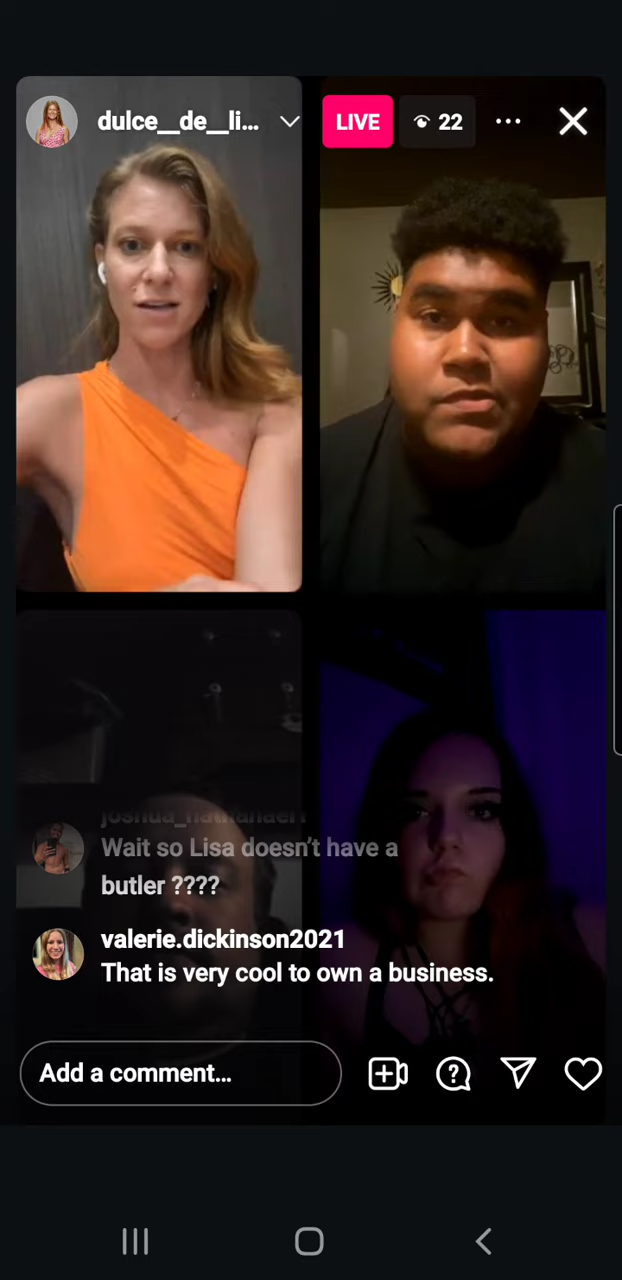 dulce__de__li...
LIVE
22
joshua_nathanael1
Wait so Lisa doesn't have a
butler ????
valerie.dickinson2021
That is very cool to own a business.
Add a comment...